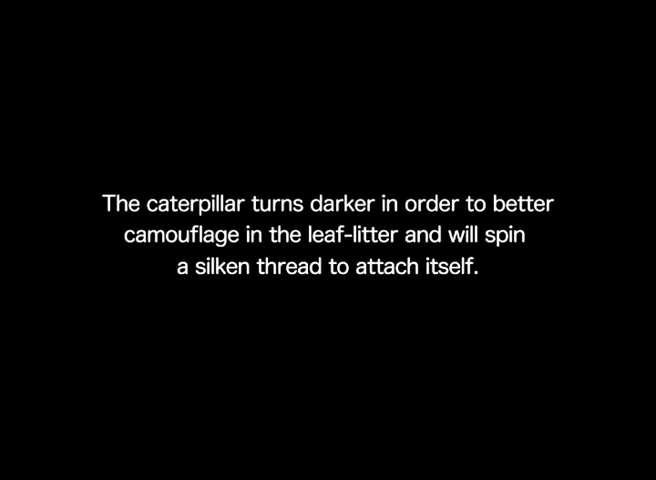 The caterpillar turns darker in order to better
camouflage in the leaf-litter and will spin
a silken thread to attach itself.